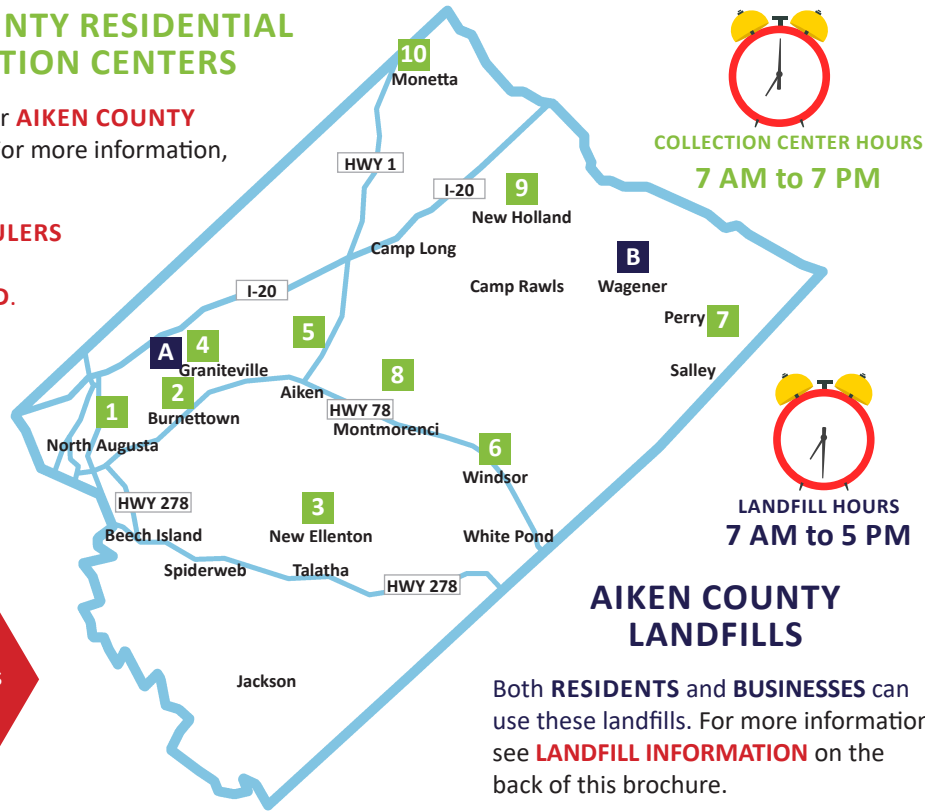 NTY RESIDENTIAL
TION CENTERS
r AIKEN COUNTY
or more information,
ULERS
D.
COLLECTION CENTER HOURS
7 AM to 7 PM
10
Monetta
HWY 1
I-20
9
New Holland
Camp Long
B
Camp Rawls
Wagener
I-20
Perry 7
5
A 4
Graniteville
Salley
8
Aiken
2
Burnettown
HWY 78
1
Montmorenci
North Augusta
6
Windsor
HWY 278
3
Beech Island
New Ellenton
White Pond
Spiderweb
Talatha
HWY 278
Jackson
LANDFILL HOURS
7 AM to 5 PM
AIKEN COUNTY
LANDFILLS
Both RESIDENTS and BUSINESSES can
use these landfills. For more information
see LANDFILL INFORMATION on the
back of this brochure.
s